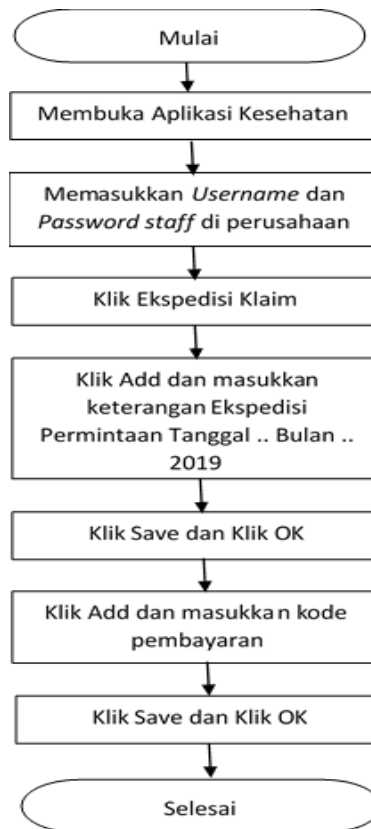 Mulai
Membuka Aplikasi Kesehatan
Memasukkan Username dan
Password staff di perusahaan
Klik Ekspedisi Klaim
Klik Add dan masukkan
keterangan Ekspedisi
Permintaan Tanggal .. Bulan ..
2019
Klik Save dan Klik OK
Klik Add dan masukkan kode
pembayaran
Klik Save dan Klik OK
Selesai